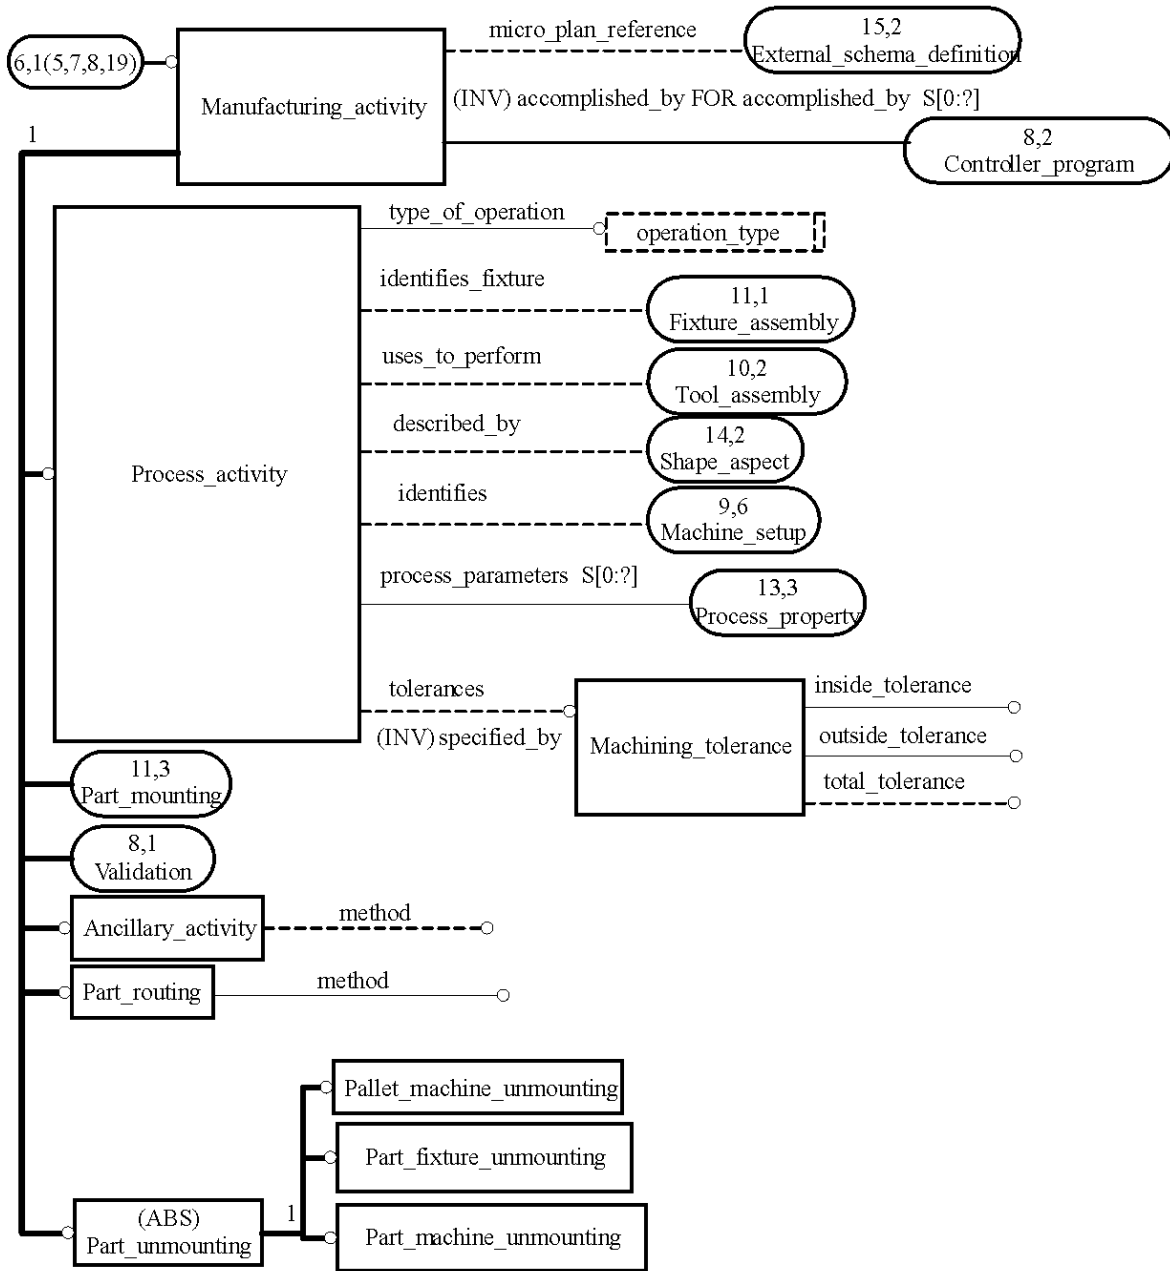 micro_plan_reference
15,2
External_schema_definition
6,1(5,7,8,19)
Manufacturing_activity
(INV) accomplished_by FOR accomplished_by S[0:?]
1
8,2
Controller_program
type_of_operation
operation_type
identifies_fixture
11,1
Fixture_assembly
uses_to_perform
10,2
Tool_assembly
described_by
14,2
Shape_aspect
Process_activity
identifies
9,6
Machine_setup
process_parameters S[0:?]
13,3
Process_property
tolerances
(INV) specified_by
Machining_tolerance
inside_tolerance
outside_tolerance
total_tolerance
11,3
Part_mounting
8,1
Validation
Ancillary_activity
method
Part_routing
method
Pallet_machine_unmounting
Part_fixture_unmounting
(ABS)
Part_unmounting
1
Part_machine_unmounting